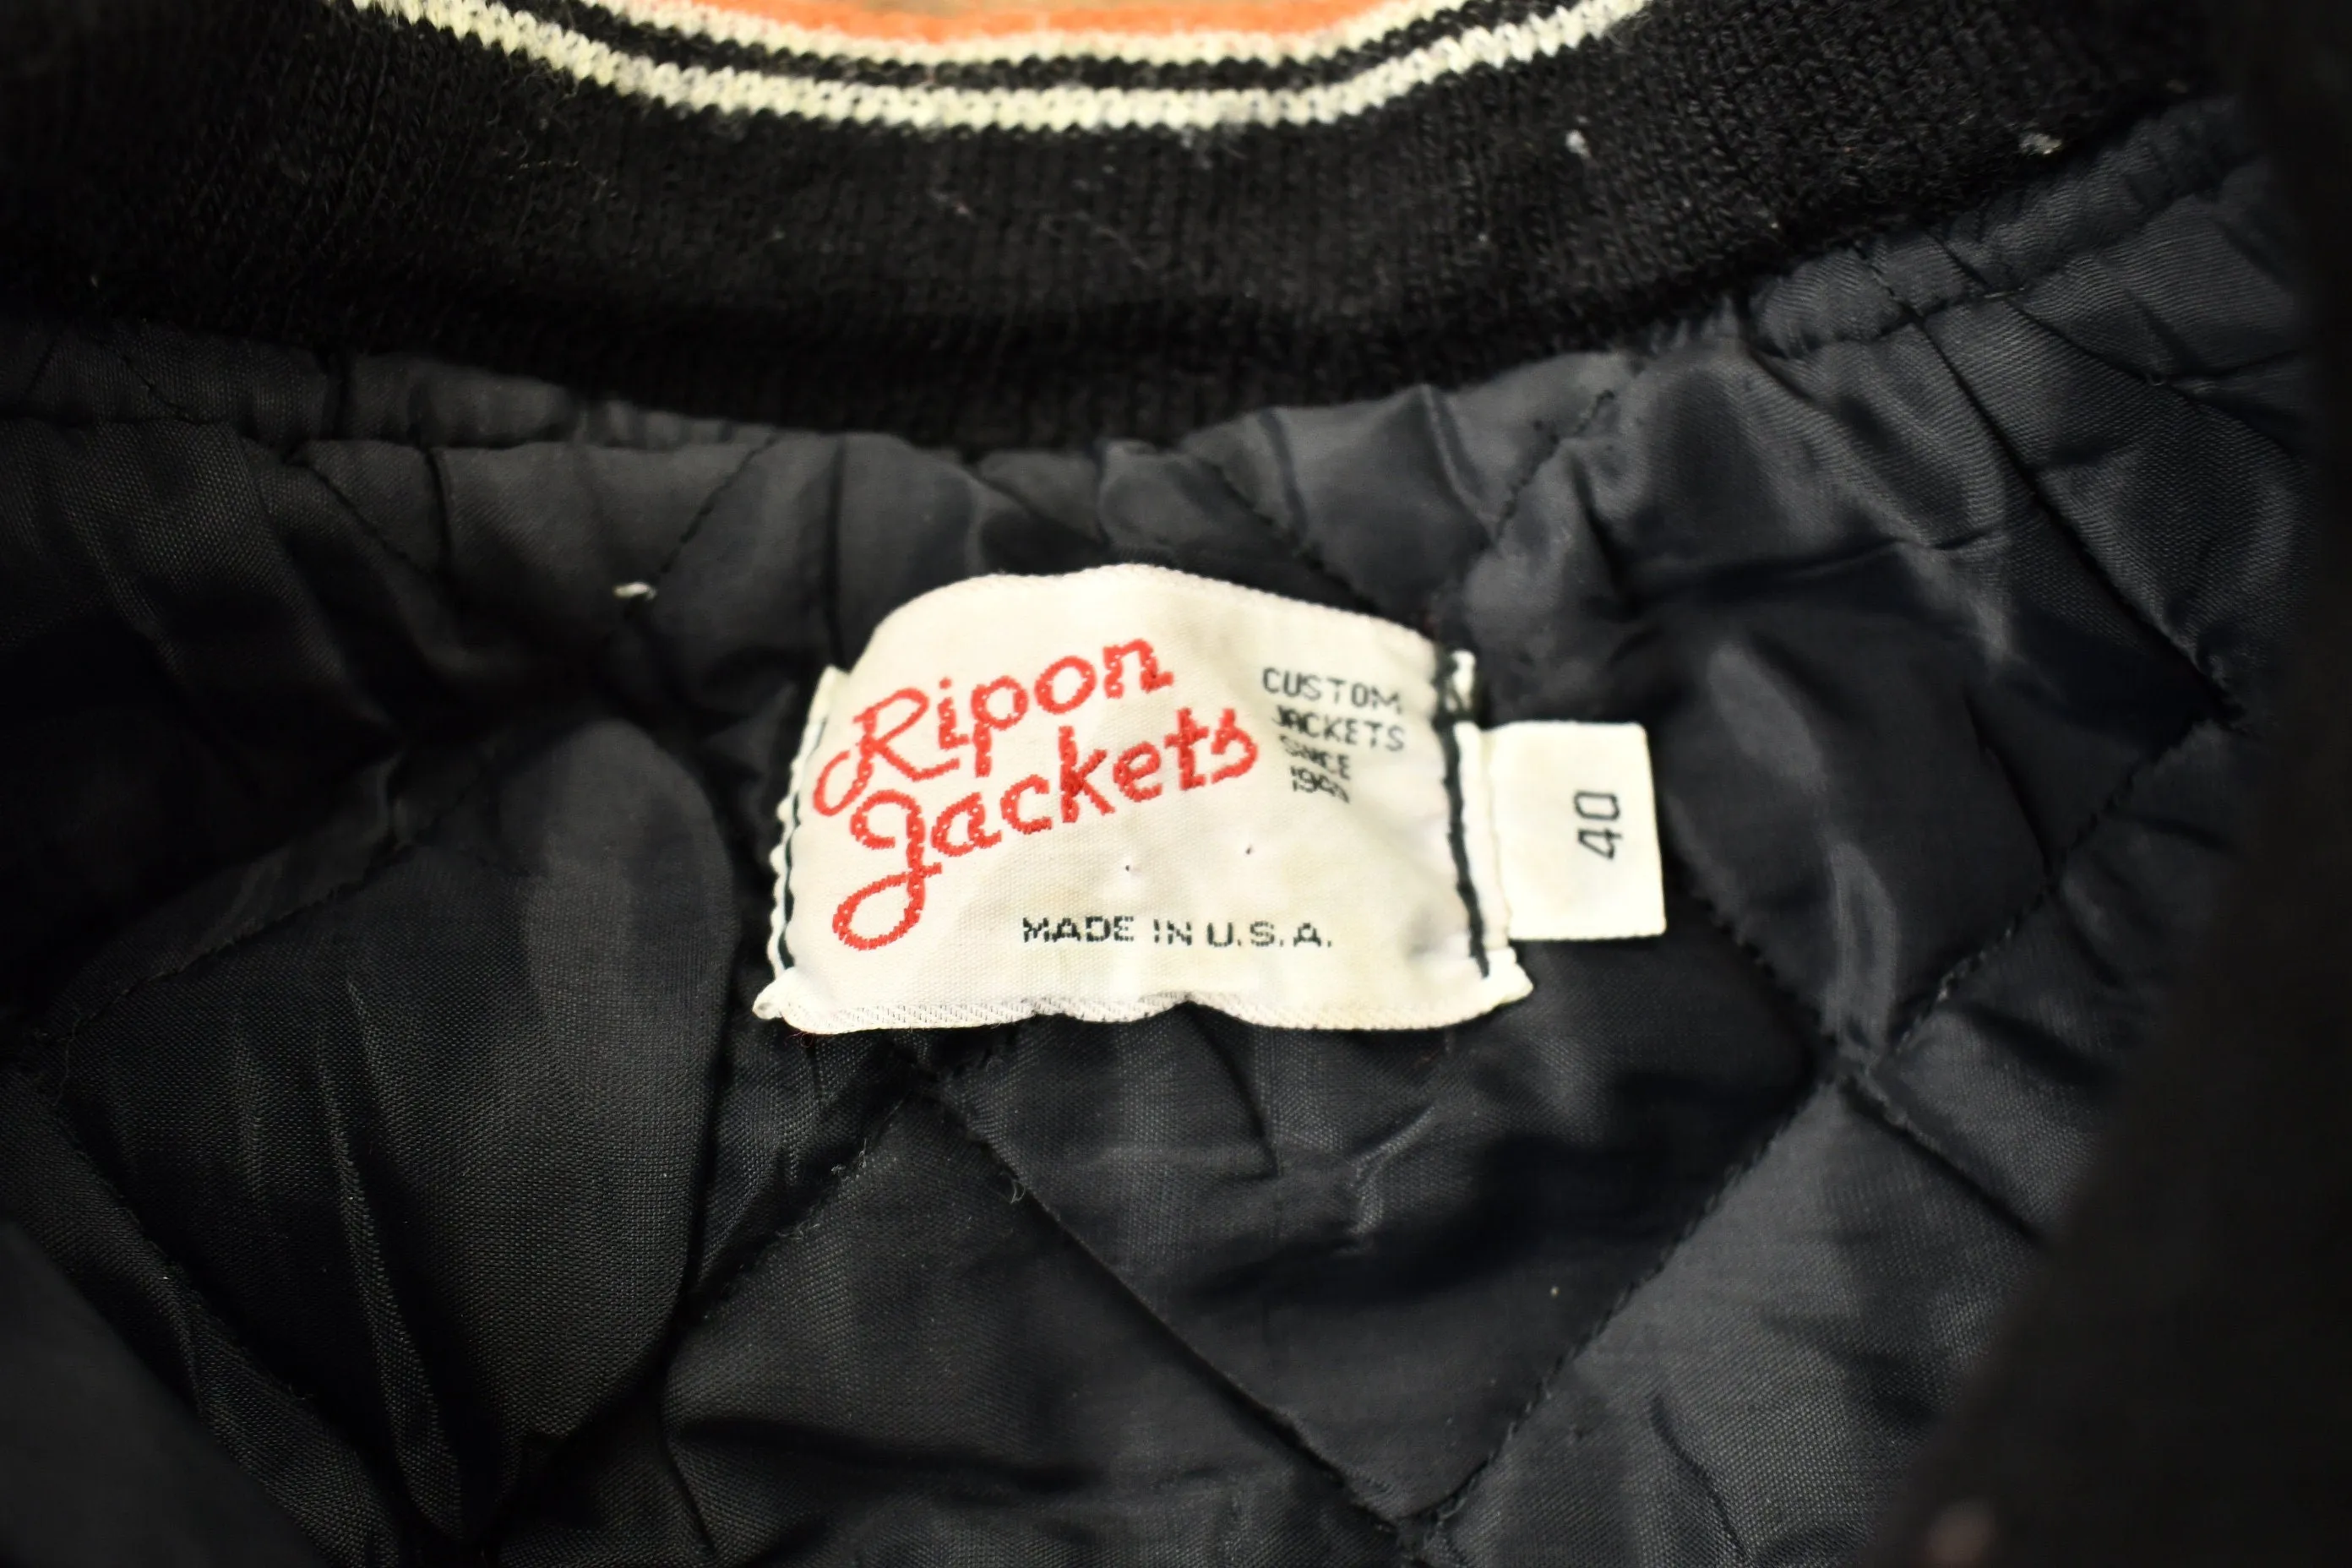 Ripon
Jackets
CUSTOM
JACKETS
SINCE
MADE IN U.S.A.
40